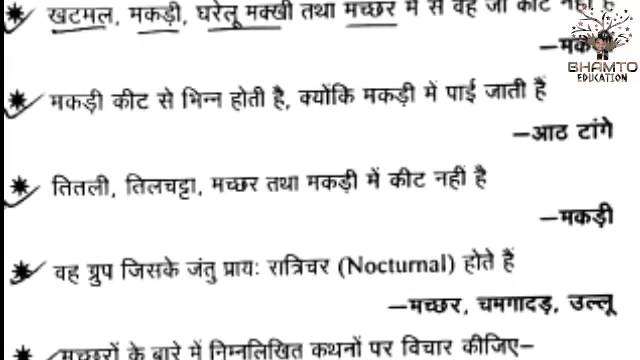 खटमल, मकड़ी, घरेलू मक्खी तथा मच्छर में से वह जो कीट नहीं है
BHAMTO
EDUCATION
मकड़ी कीट से भिन्न होती है, क्योंकि मकड़ी में पाई जाती है
–आठ टांगे
तितली, तिलचट्टा, मच्छर तथा मकड़ी में कीट नहीं है
–मकड़ी
वह ग्रुप जिसके जंतु प्रायः रात्रिचर (Nocturnal) होते हैं
–मच्छर, चमगादड़, उल्लू
मच्छरों के बारे में निम्नलिखित कथनों पर विचार कीजिए–